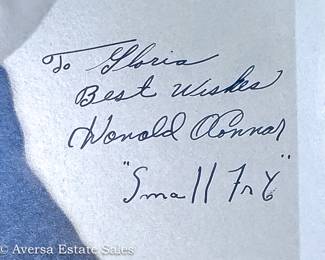 To Gloria
Best Wishes
Donald O'Connor
"Small Fry"
© Aversa Estate Sales